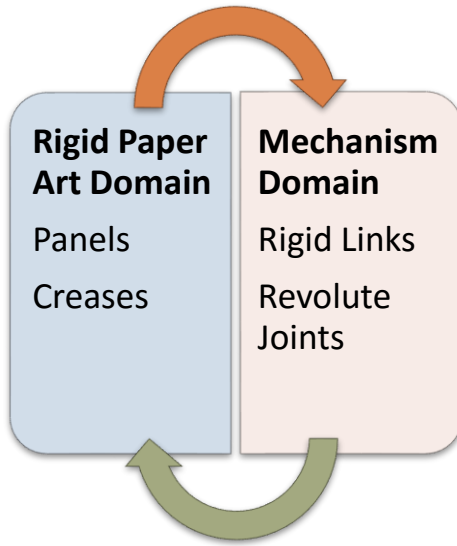 Rigid Paper
Art Domain
Panels
Creases
Mechanism
Domain
Rigid Links
Revolute
Joints